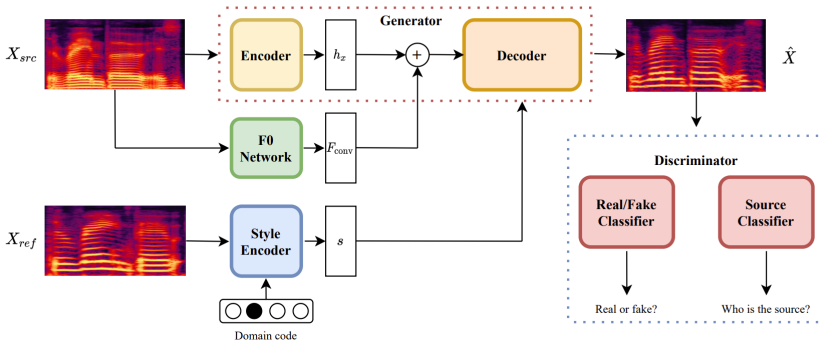 Generator
X_src
Encoder
h_x
+
Decoder
X̂
F0
Network
F_conv
Discriminator
Real/Fake
Classifier
Source
Classifier
X_ref
Style
Encoder
s
Real or fake?
Who is the source?
Domain code